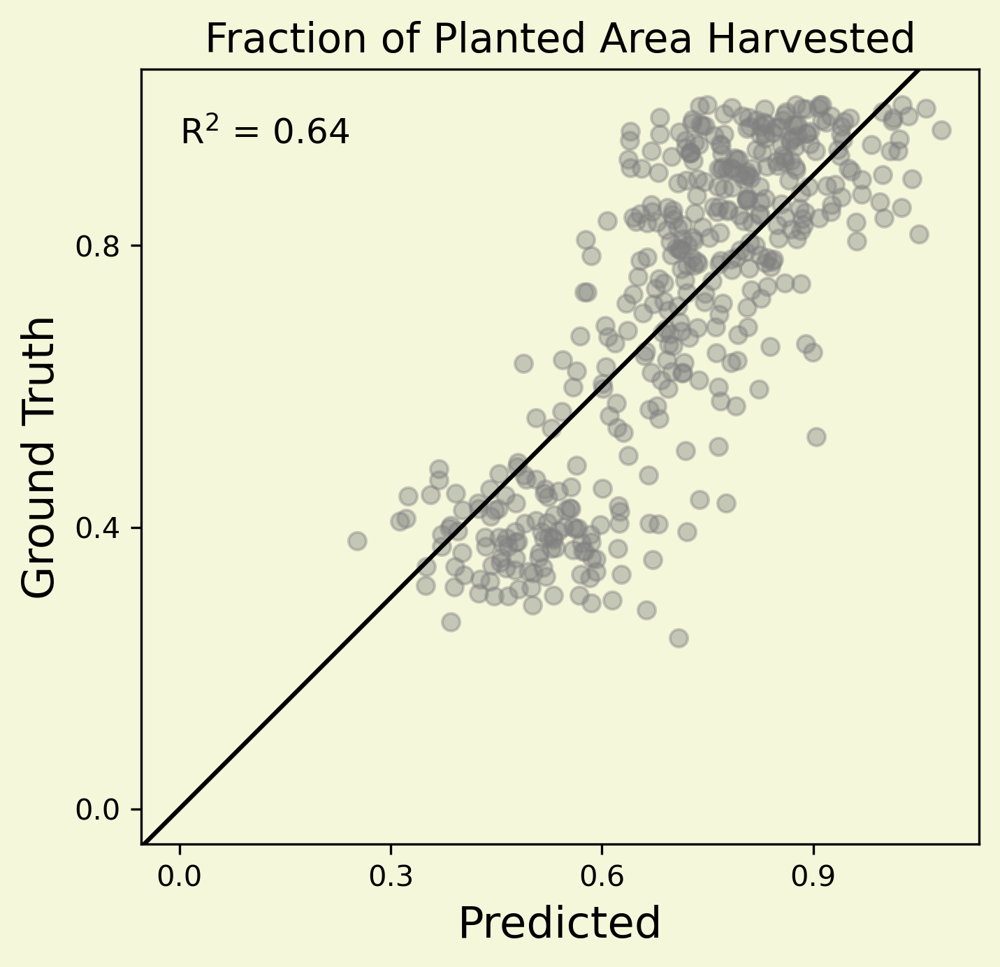 Fraction of Planted Area Harvested
R² = 0.64
Ground Truth
0.8
0.4
0.0
0.0 0.3 0.6 0.9
Predicted